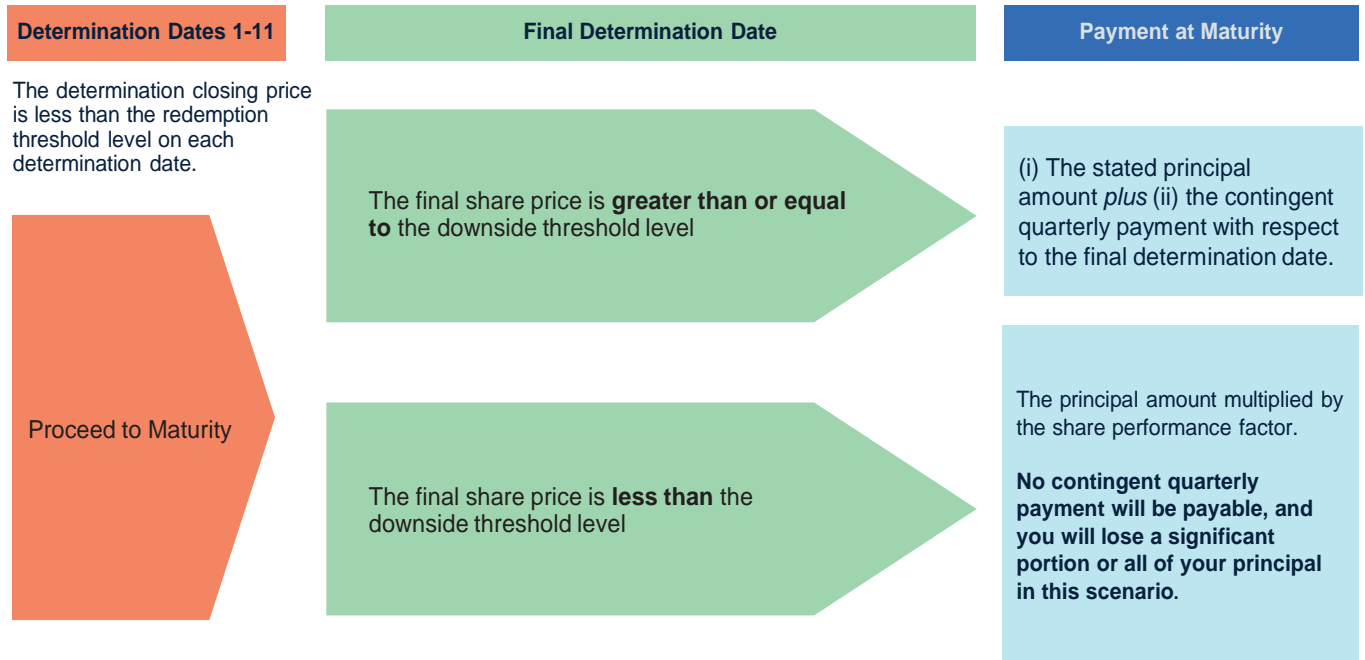 Determination Dates 1-11
Final Determination Date
Payment at Maturity
The determination closing price
is less than the redemption
threshold level on each
determination date.
Proceed to Maturity
The final share price is greater than or equal
to the downside threshold level
(i) The stated principal
amount plus (ii) the contingent
quarterly payment with respect
to the final determination date.
The final share price is less than the
downside threshold level
The principal amount multiplied by
the share performance factor.
No contingent quarterly
payment will be payable, and
you will lose a significant
portion or all of your principal
in this scenario.